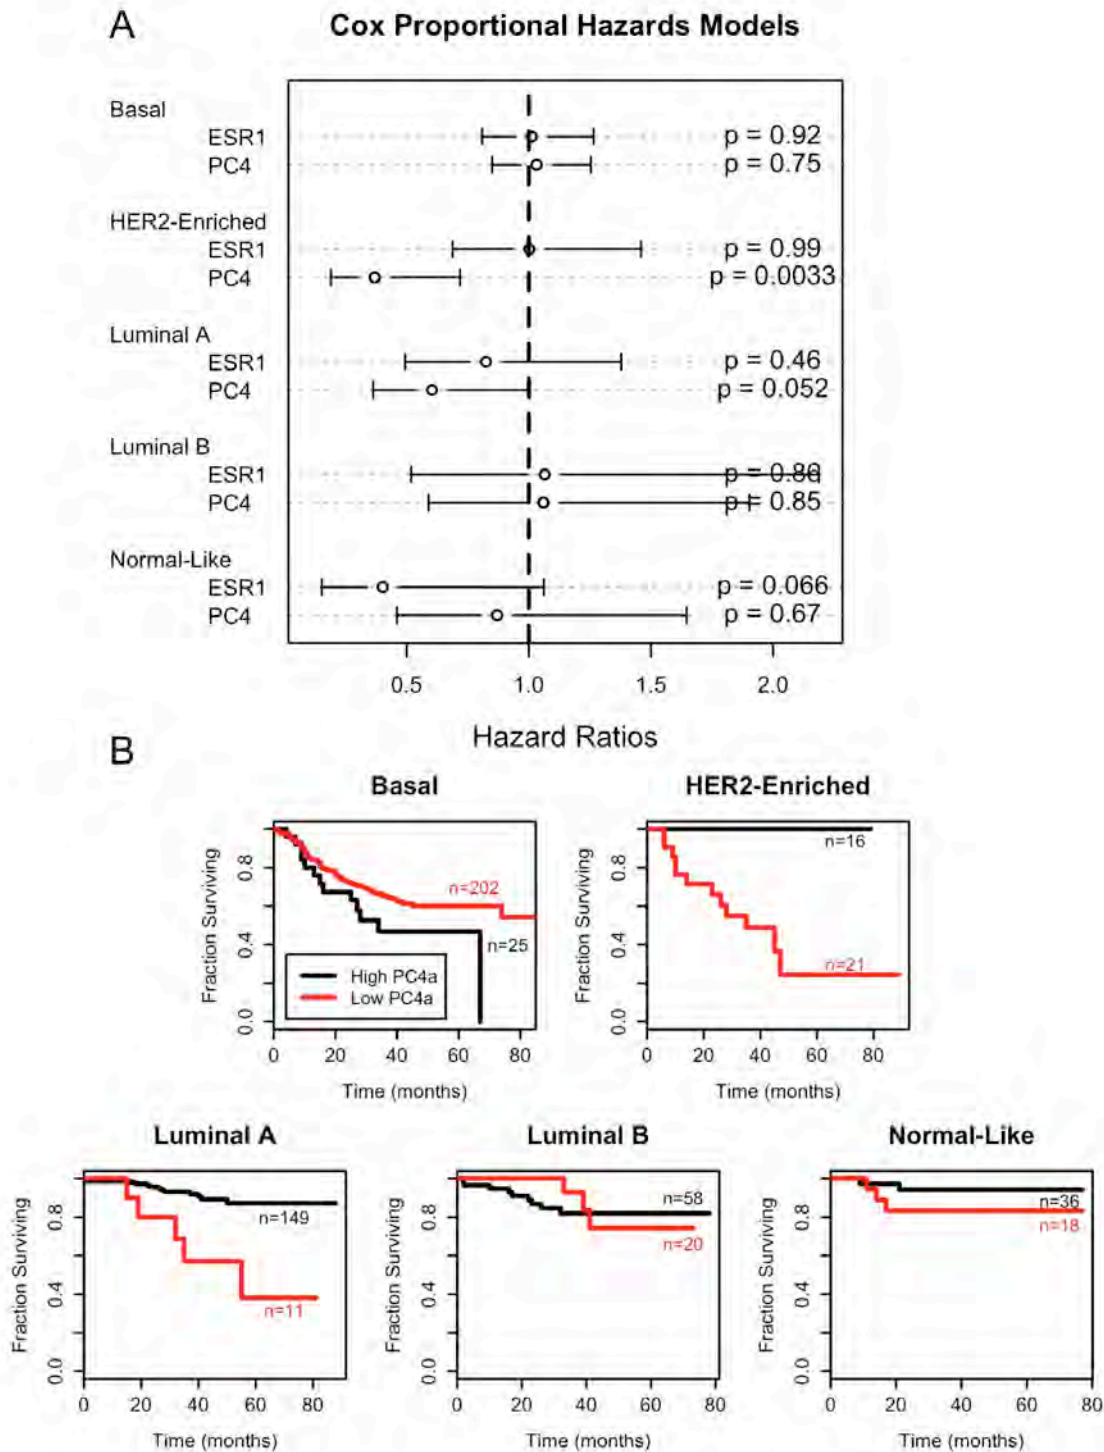 A
Cox Proportional Hazards Models
Basal
ESR1 p = 0.92
PC4 p = 0.75
HER2-Enriched
ESR1 p = 0.99
PC4 p = 0.0033
Luminal A
ESR1 p = 0.46
PC4 p = 0.052
Luminal B
ESR1 p = 0.86
PC4 p = 0.85
Normal-Like
ESR1 p = 0.066
PC4 p = 0.67
0.5 1.0 1.5 2.0
Hazard Ratios
B
Basal
Fraction Surviving
0.0 0.4 0.8
n=202
n=25
High PC4a
Low PC4a
0 20 40 60 80
Time (months)
HER2-Enriched
Fraction Surviving
0.0 0.4 0.8
n=16
n=21
0 20 40 60 80
Time (months)
Luminal A
Fraction Surviving
0.0 0.4 0.8
n=149
n=11
0 20 40 60 80
Time (months)
Luminal B
Fraction Surviving
0.0 0.4 0.8
n=58
n=20
0 20 40 60 80
Time (months)
Normal-Like
Fraction Surviving
0.0 0.4 0.8
n=36
n=18
0 20 40 60 80
Time (months)